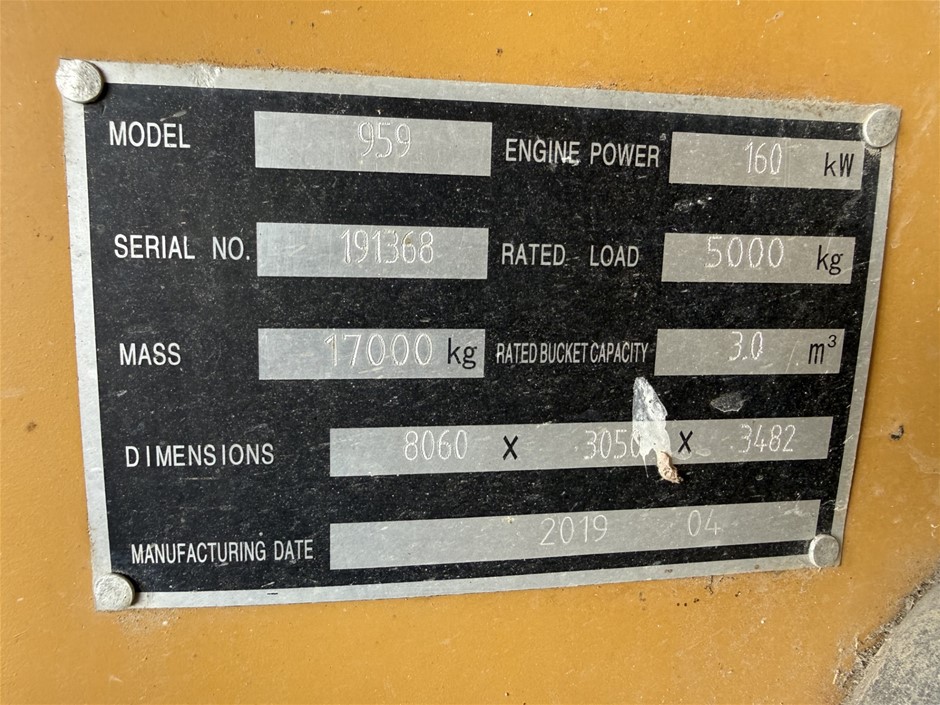 MODEL 959 ENGINE POWER 160 kW
SERIAL NO. 191368 RATED LOAD 5000 kg
MASS 17000 kg RATED BUCKET CAPACITY 3.0 m³
DIMENSIONS 8060 X 3050 X 3482
MANUFACTURING DATE 2019 04